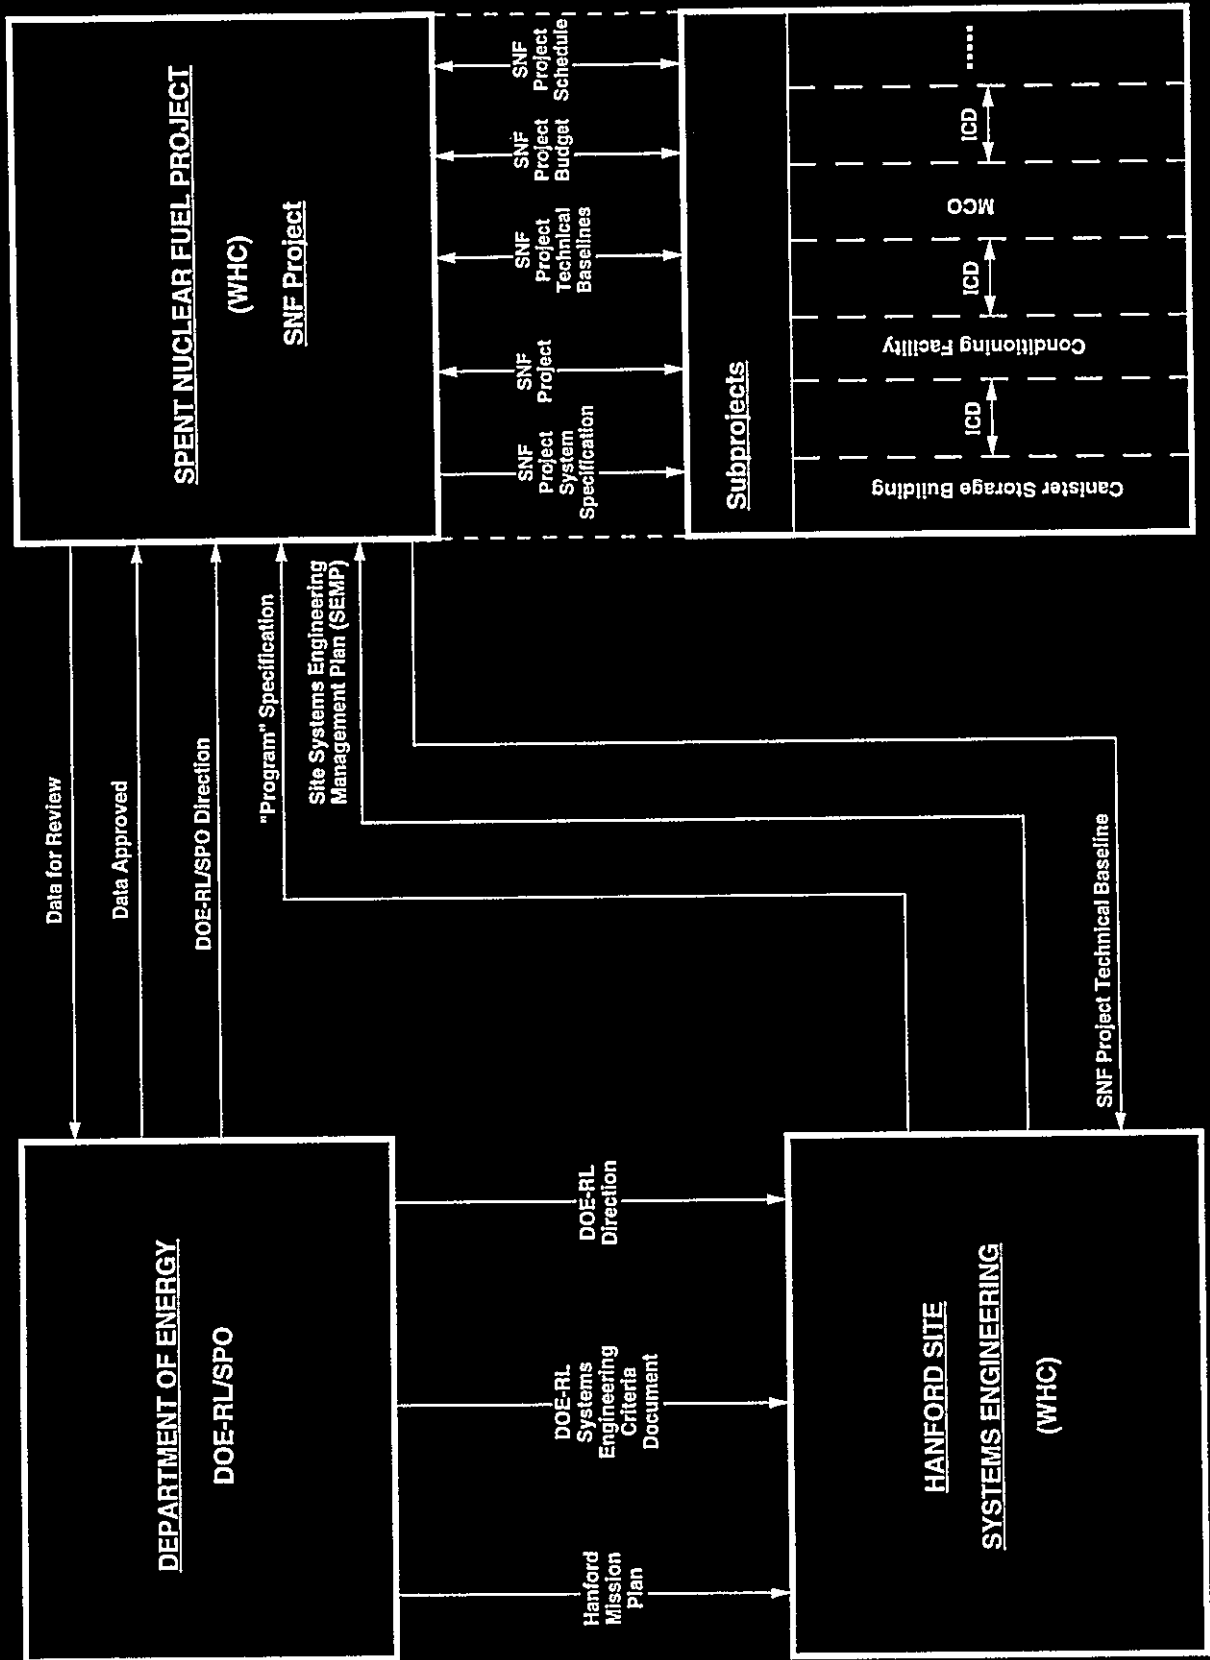 DEPARTMENT OF ENERGY
DOE-RL/SPO
Data for Review
Data Approved
DOE-RL/SPO Direction
"Program" Specification
Site Systems Engineering
Management Plan (SEMP)
SPENT NUCLEAR FUEL PROJECT
(WHC)
SNF Project
Hanford
Mission
Plan
DOE-RL
Systems
Engineering
Criteria
Document
DOE-RL
Direction
SNF
Project
System
Specification
SNF
Project
SNF
Project
Technical
Baselines
SNF
Project
Budget
SNF
Project
Schedule
HANFORD SITE
SYSTEMS ENGINEERING
(WHC)
SNF Project Technical Baseline
Subprojects
Canister Storage Building
ICD
Conditioning Facility
ICD
MCO
ICD
.....